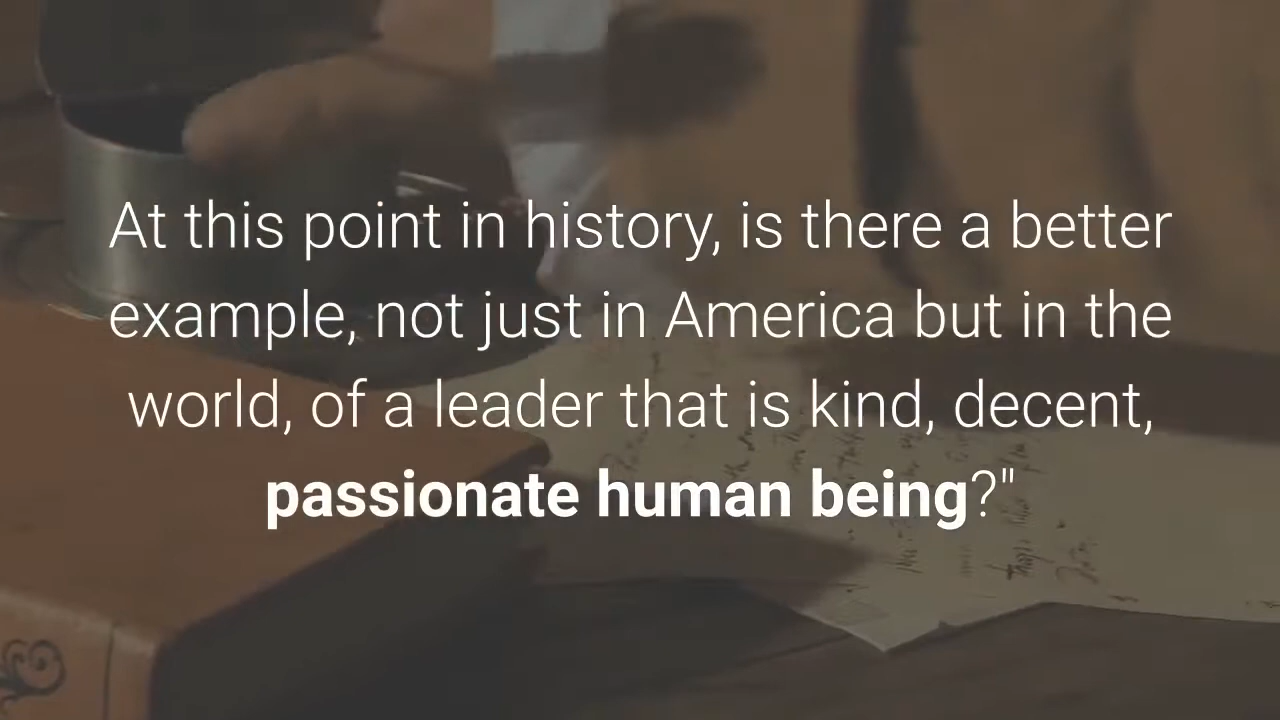 At this point in history, is there a better
example, not just in America but in the
world, of a leader that is kind, decent,
passionate human being?"